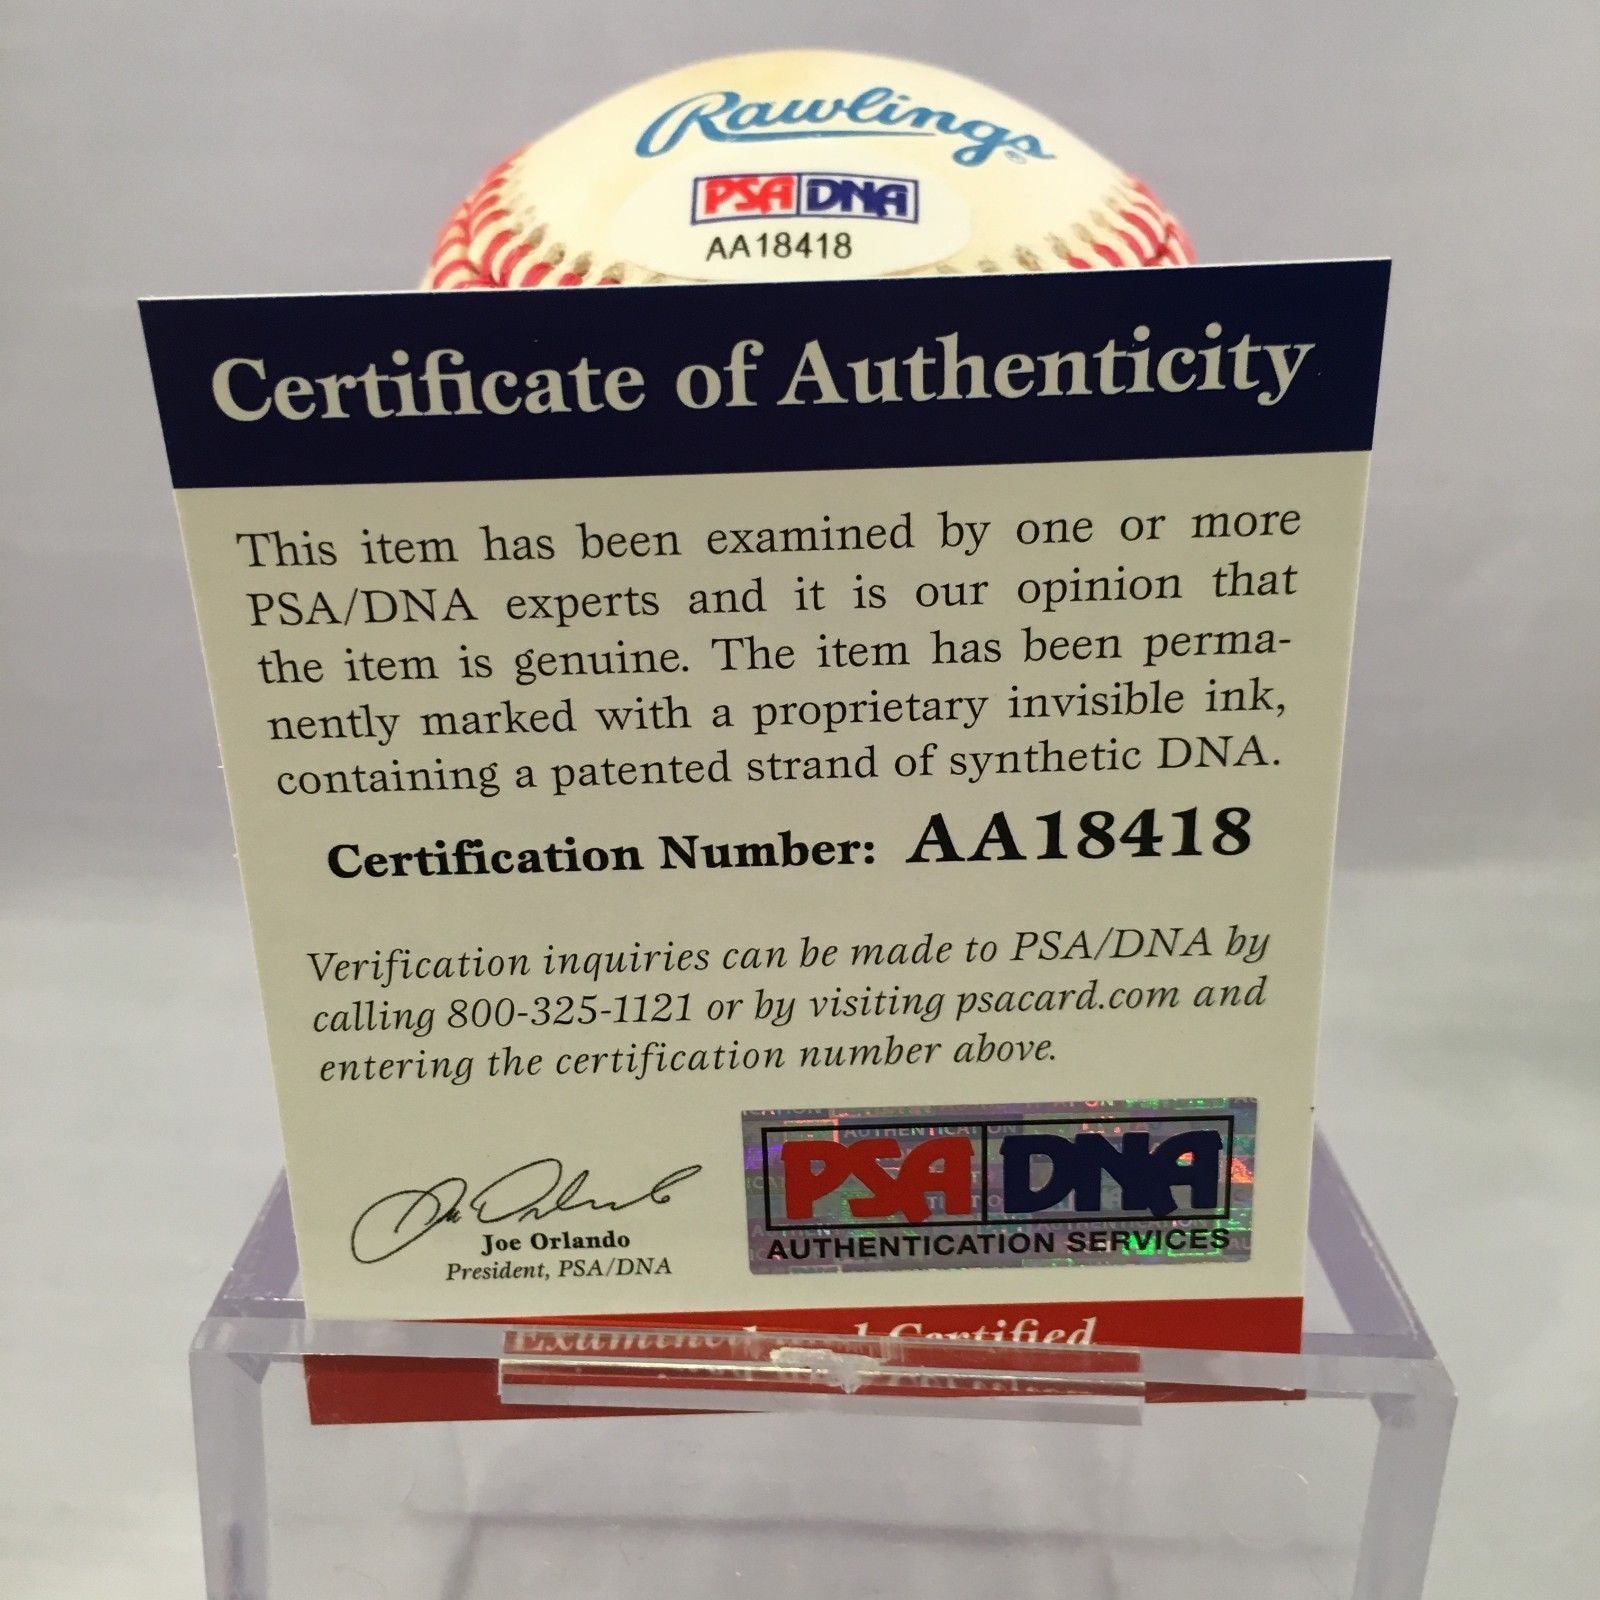 Rawlings
PSA DNA
AA18418
Certificate of Authenticity
This item has been examined by one or more
PSA/DNA experts and it is our opinion that
the item is genuine. The item has been perma-
nently marked with a proprietary invisible ink,
containing a patented strand of synthetic DNA.
Certification Number: AA18418
Verification inquiries can be made to PSA/DNA by
calling 800-325-1121 or by visiting psacard.com and
entering the certification number above.
Joe Orlando
President, PSA/DNA
PSA DNA
AUTHENTICATION SERVICES
Examined and Certified